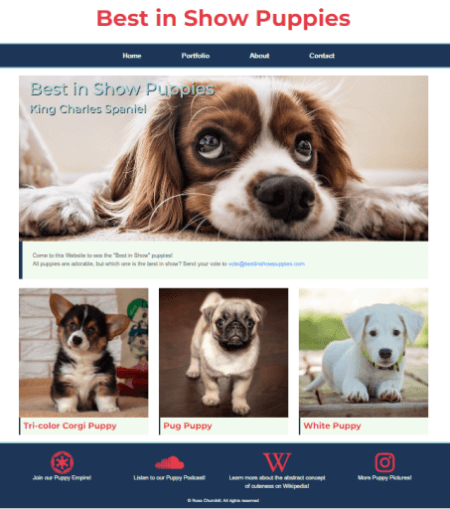 Best in Show Puppies
Home Portfolio About Contact
Best in Show Puppies
King Charles Spaniel
Come to this Website to see the "Best in Show" puppies!
All puppies are adorable, but which one is the best in show? Send your vote to vote@bestinshowpuppies.com
Tri-color Corgi Puppy
Pug Puppy
White Puppy
Join our Puppy Empire!
Listen to our Puppy Podcast!
Learn more about the abstract concept
of cuteness on Wikipedia!
More Puppy Pictures!
© Ross Churchill. All rights reserved